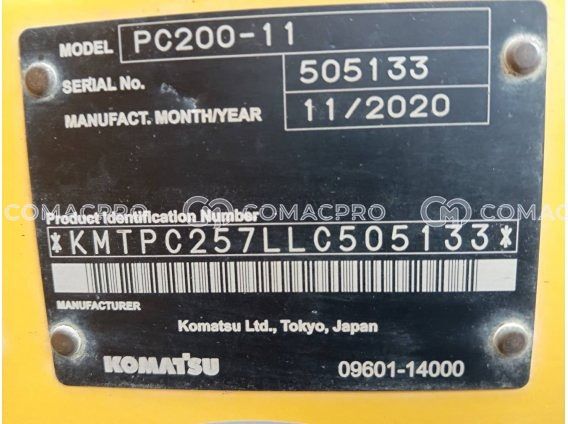 MODEL PC200-11
SERIAL No. 505133
MANUFACT. MONTH/YEAR 11/2020
Product Identification Number
COMACPRO COMACPRO COMACPRO
*KMTPC257LLC505133*
MANUFACTURER
Komatsu Ltd., Tokyo, Japan
KOMATSU 09601-14000